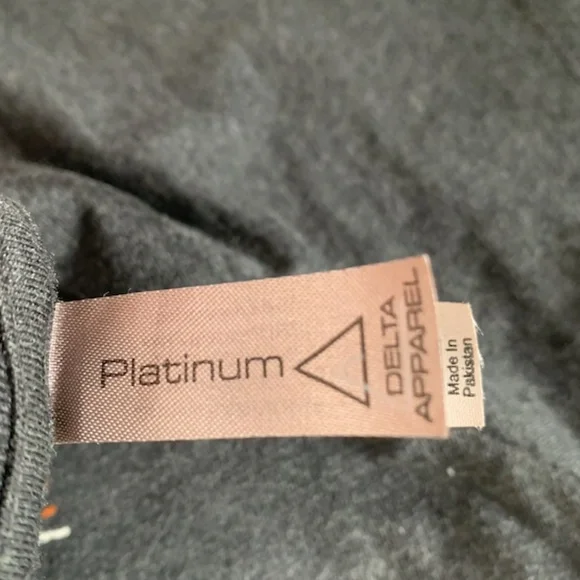 Platinum
DELTA
APPAREL
Made In
Pakistan